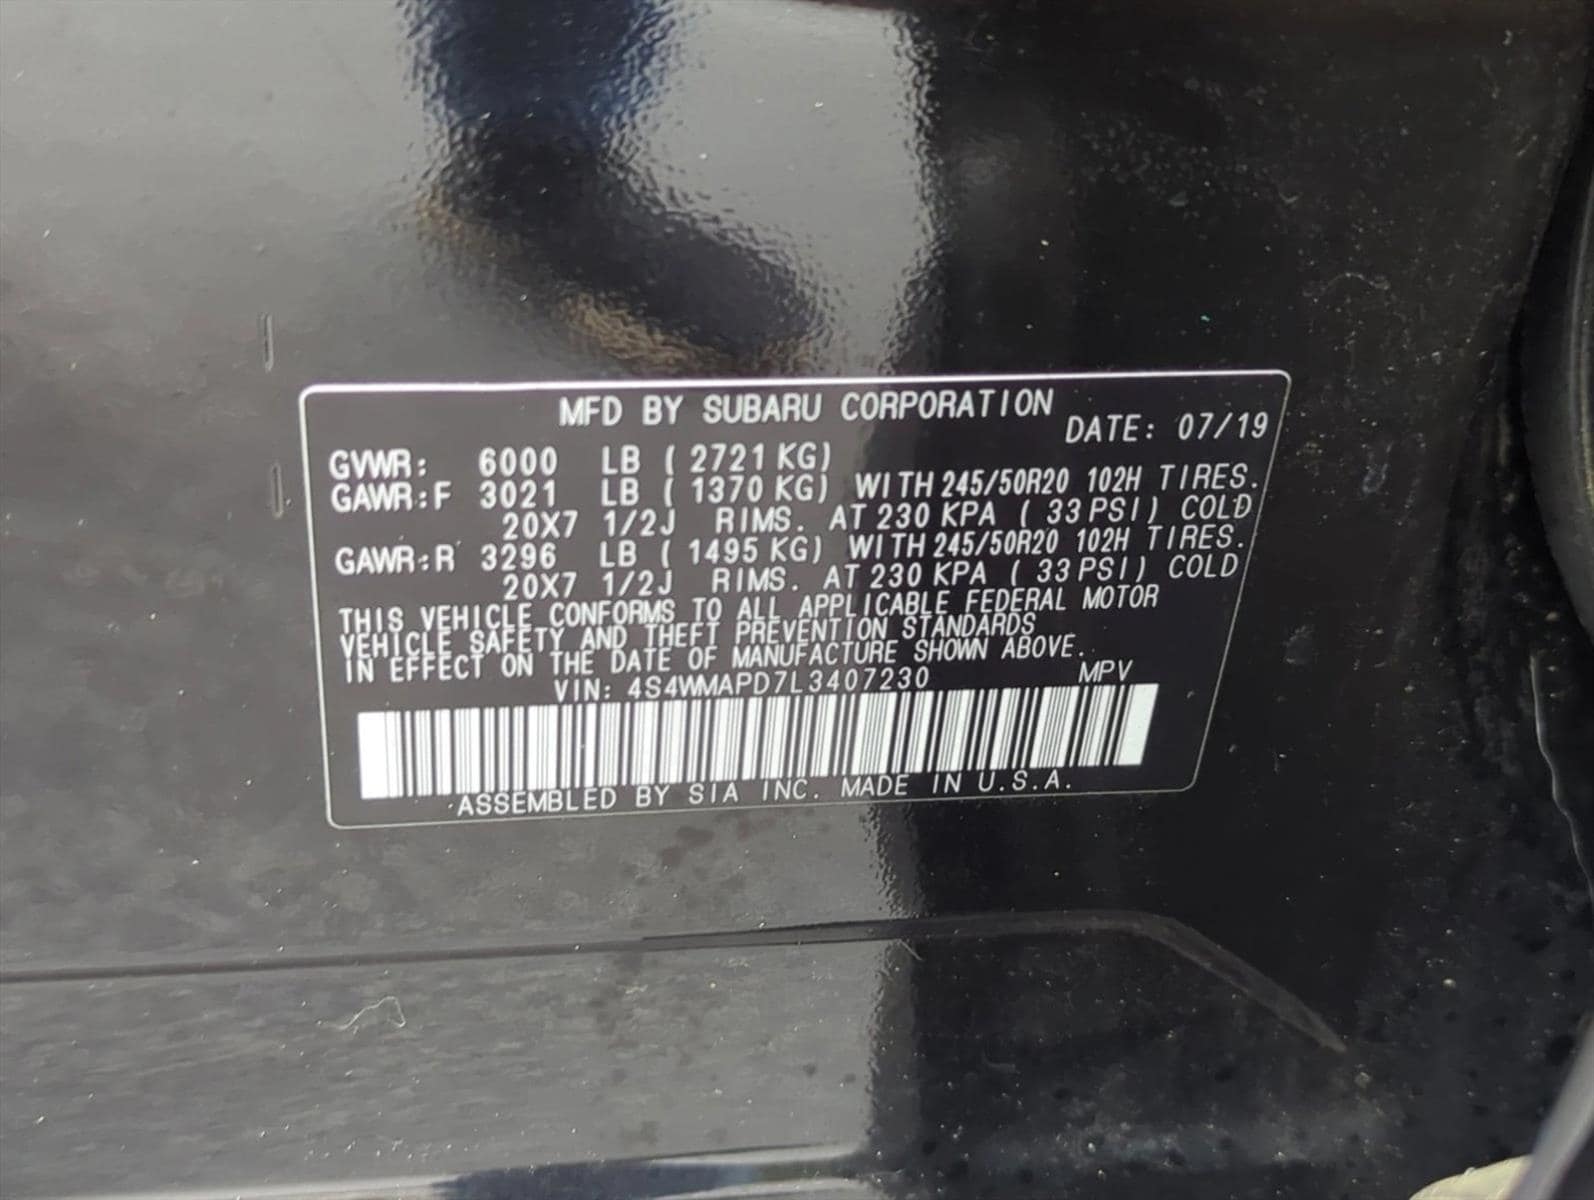 MFD BY SUBARU CORPORATION
DATE: 07/19
GVWR: 6000 LB ( 2721 KG)
GAWR:F 3021 LB ( 1370 KG) WITH 245/50R20 102H TIRES.
20X7 1/2J RIMS. AT 230 KPA ( 33 PSI) COLD
GAWR:R 3296 LB ( 1495 KG) WITH 245/50R20 102H TIRES.
20X7 1/2J RIMS. AT 230 KPA ( 33 PSI) COLD
THIS VEHICLE CONFORMS TO ALL APPLICABLE FEDERAL MOTOR
VEHICLE SAFETY AND THEFT PREVENTION STANDARDS
IN EFFECT ON THE DATE OF MANUFACTURE SHOWN ABOVE.
VIN: 4S4WMAPD7L3407230 MPV
ASSEMBLED BY SIA INC. MADE IN U.S.A.